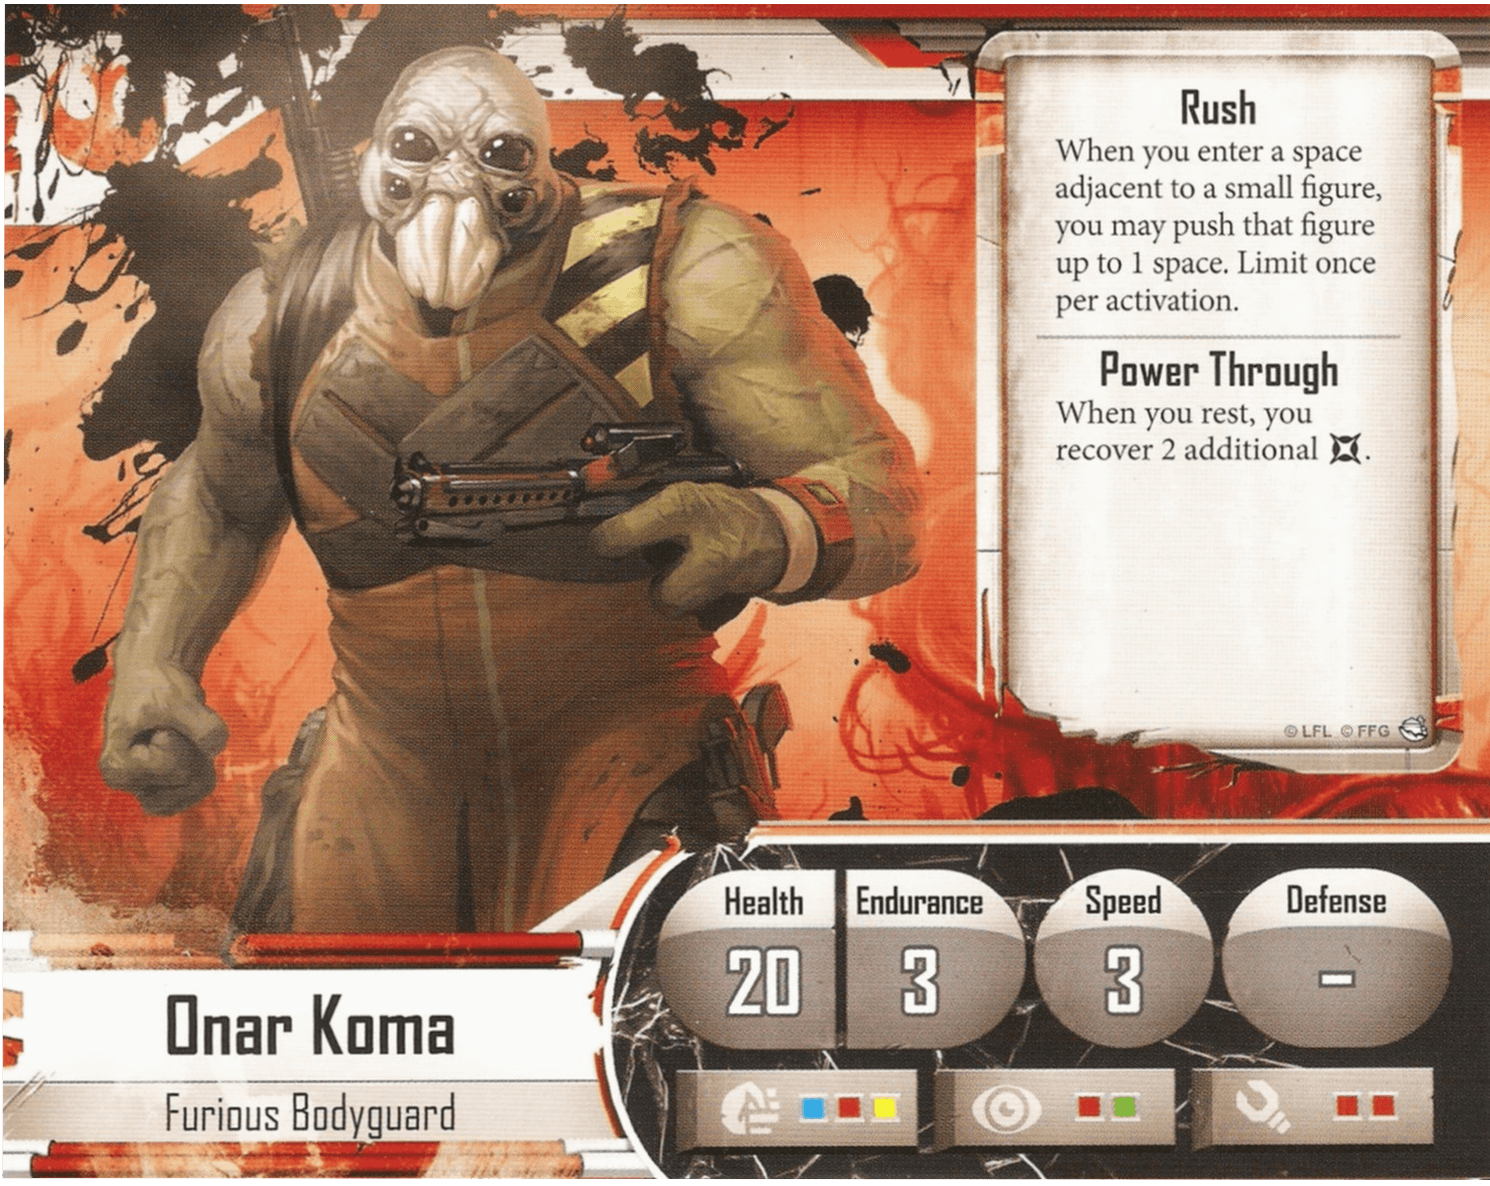 Rush
When you enter a space
adjacent to a small figure,
you may push that figure
up to 1 space. Limit once
per activation.
Power Through
When you rest, you
recover 2 additional .
© LFL © FFG
Health
Endurance
Speed
Defense
20
3
3
-
Onar Koma
Furious Bodyguard